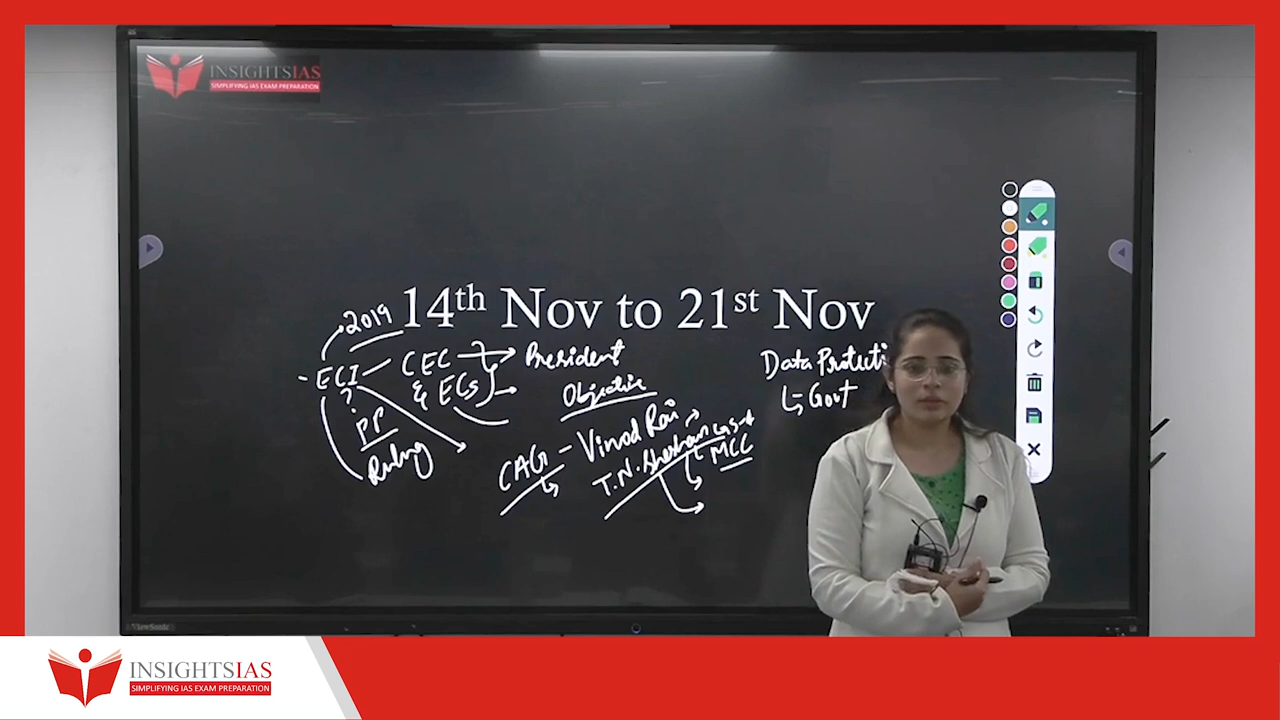 INSIGHTSIAS
SIMPLIFYING IAS EXAM PREPARATION
14th Nov to 21st Nov
2019
ECI
CEC
& ECs
President
Objective
?
PP
Ruling
CAG - Vinod Rai
T.N. Sheshan
MCC
Data Protecti
Govt
ViewSonic
INSIGHTSIAS
SIMPLIFYING IAS EXAM PREPARATION